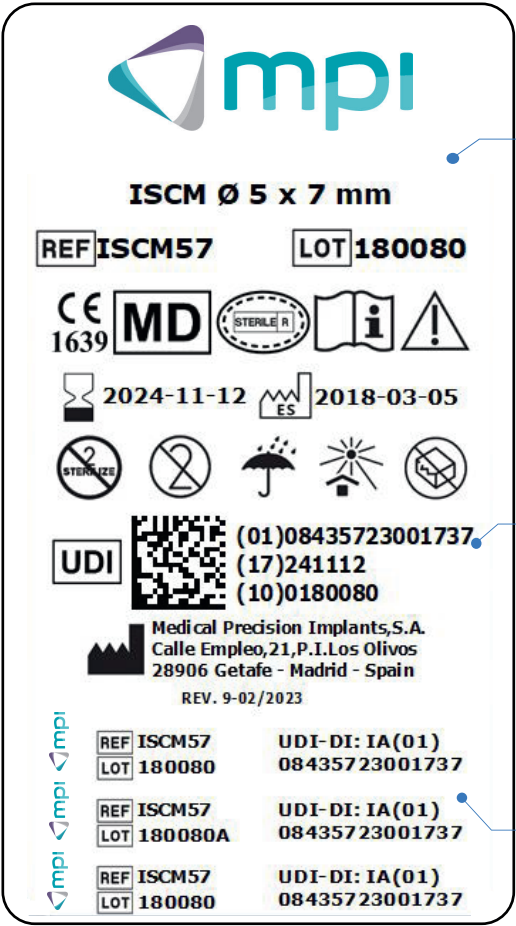 mpi
ISCM Ø 5 x 7 mm
REF ISCM57 LOT 180080
CE 1639 MD STERILE R i
2024-11-12 ES 2018-03-05
2 STERILIZE 2
UDI (01)08435723001737
(17)241112
(10)0180080
Medical Precision Implants,S.A.
Calle Empleo,21,P.I.Los Olivos
28906 Getafe - Madrid - Spain
REV. 9-02/2023
mpi REF ISCM57 UDI-DI: IA(01)
LOT 180080 08435723001737
mpi REF ISCM57 UDI-DI: IA(01)
LOT 180080A 08435723001737
mpi REF ISCM57 UDI-DI: IA(01)
LOT 180080 08435723001737